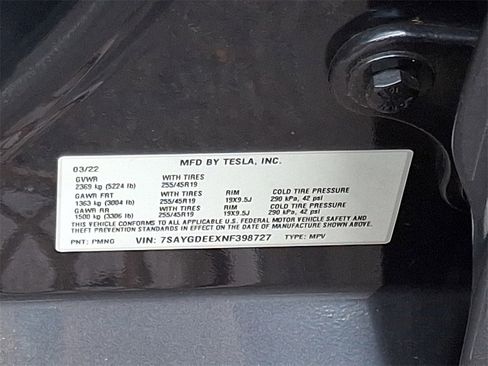 MFD BY TESLA, INC.
03/22
GVWR WITH TIRES
2369 kg (5224 lb) 255/45R19
GAWR FRT WITH TIRES RIM COLD TIRE PRESSURE
1363 kg (3004 lb) 255/45R19 19X9.5J 290 kPa, 42 psi
GAWR RR WITH TIRES RIM COLD TIRE PRESSURE
1500 kg (3306 lb) 255/45R19 19X9.5J 290 kPa, 42 psi
THIS VEHICLE CONFORMS TO ALL APPLICABLE U.S. FEDERAL MOTOR VEHICLE SAFETY AND
THEFT PREVENTION STANDARDS IN EFFECT ON THE DATE OF MANUFACTURE SHOWN ABOVE.
PNT: PMNG VIN: 7SAYGDEEXNF398727 TYPE: MPV